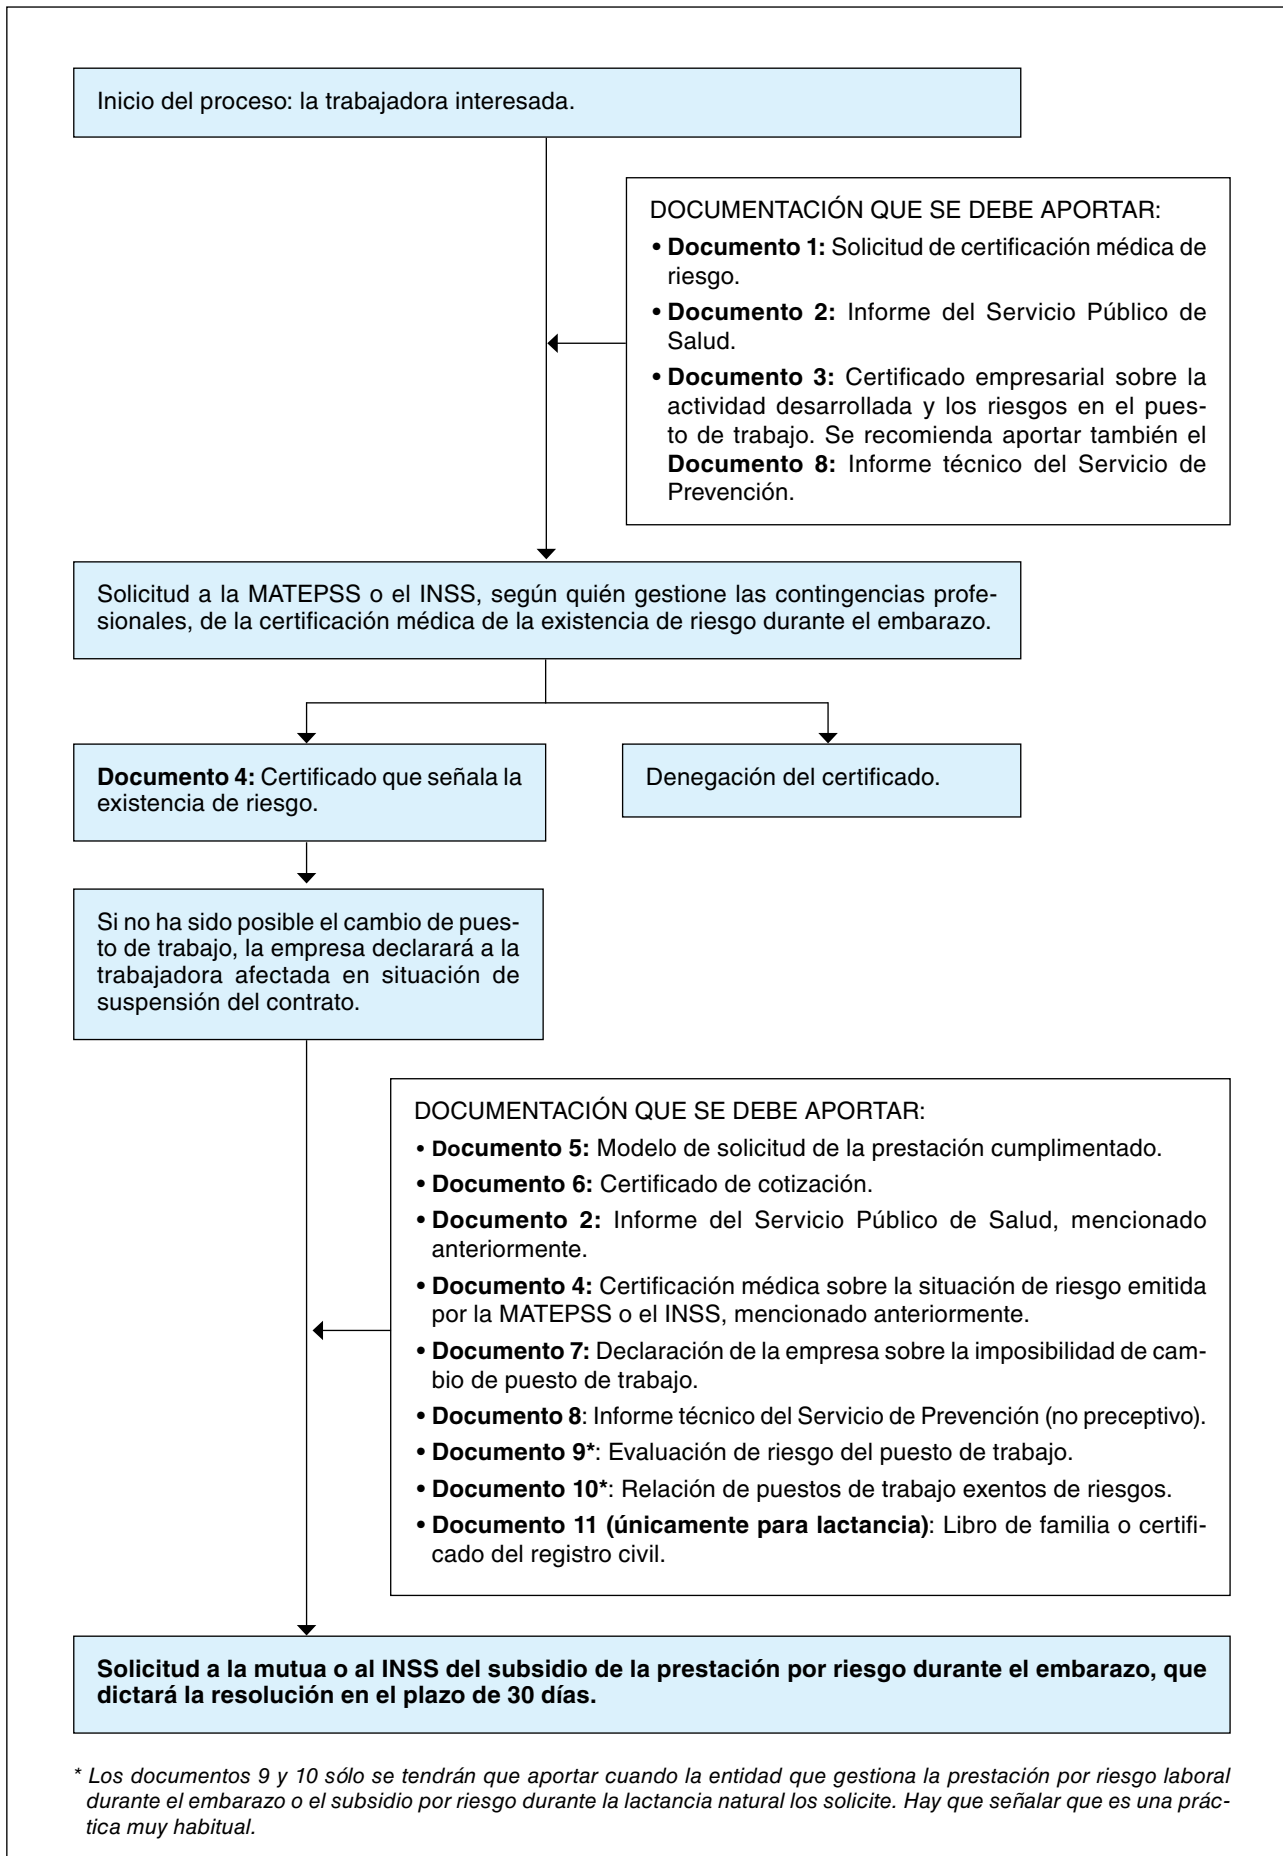 Inicio del proceso: la trabajadora interesada.
DOCUMENTACIÓN QUE SE DEBE APORTAR:
• Documento 1: Solicitud de certificación médica de
riesgo.
• Documento 2: Informe del Servicio Público de
Salud.
• Documento 3: Certificado empresarial sobre la
actividad desarrollada y los riesgos en el pues-
to de trabajo. Se recomienda aportar también el
Documento 8: Informe técnico del Servicio de
Prevención.
Solicitud a la MATEPSS o el INSS, según quién gestione las contingencias profe-
sionales, de la certificación médica de la existencia de riesgo durante el embarazo.
Documento 4: Certificado que señala la
existencia de riesgo.
Denegación del certificado.
Si no ha sido posible el cambio de pues-
to de trabajo, la empresa declarará a la
trabajadora afectada en situación de
suspensión del contrato.
DOCUMENTACIÓN QUE SE DEBE APORTAR:
• Documento 5: Modelo de solicitud de la prestación cumplimentado.
• Documento 6: Certificado de cotización.
• Documento 2: Informe del Servicio Público de Salud, mencionado
anteriormente.
• Documento 4: Certificación médica sobre la situación de riesgo emitida
por la MATEPSS o el INSS, mencionado anteriormente.
• Documento 7: Declaración de la empresa sobre la imposibilidad de cam-
bio de puesto de trabajo.
• Documento 8: Informe técnico del Servicio de Prevención (no preceptivo).
• Documento 9*: Evaluación de riesgo del puesto de trabajo.
• Documento 10*: Relación de puestos de trabajo exentos de riesgos.
• Documento 11 (únicamente para lactancia): Libro de familia o certifi-
cado del registro civil.
Solicitud a la mutua o al INSS del subsidio de la prestación por riesgo durante el embarazo, que
dictará la resolución en el plazo de 30 días.
* Los documentos 9 y 10 sólo se tendrán que aportar cuando la entidad que gestiona la prestación por riesgo laboral
durante el embarazo o el subsidio por riesgo durante la lactancia natural los solicite. Hay que señalar que es una prác-
tica muy habitual.